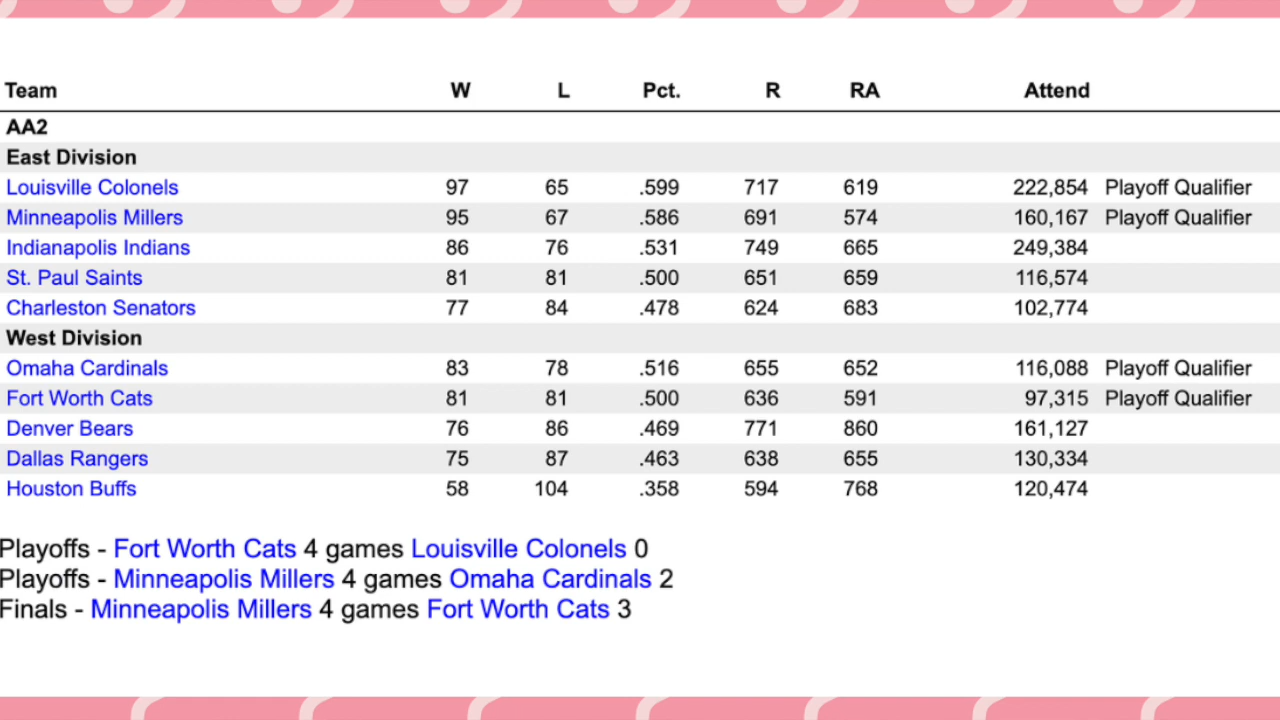 Team W L Pct. R RA Attend
AA2
East Division
Louisville Colonels 97 65 .599 717 619 222,854 Playoff Qualifier
Minneapolis Millers 95 67 .586 691 574 160,167 Playoff Qualifier
Indianapolis Indians 86 76 .531 749 665 249,384
St. Paul Saints 81 81 .500 651 659 116,574
Charleston Senators 77 84 .478 624 683 102,774
West Division
Omaha Cardinals 83 78 .516 655 652 116,088 Playoff Qualifier
Fort Worth Cats 81 81 .500 636 591 97,315 Playoff Qualifier
Denver Bears 76 86 .469 771 860 161,127
Dallas Rangers 75 87 .463 638 655 130,334
Houston Buffs 58 104 .358 594 768 120,474
Playoffs - Fort Worth Cats 4 games Louisville Colonels 0
Playoffs - Minneapolis Millers 4 games Omaha Cardinals 2
Finals - Minneapolis Millers 4 games Fort Worth Cats 3